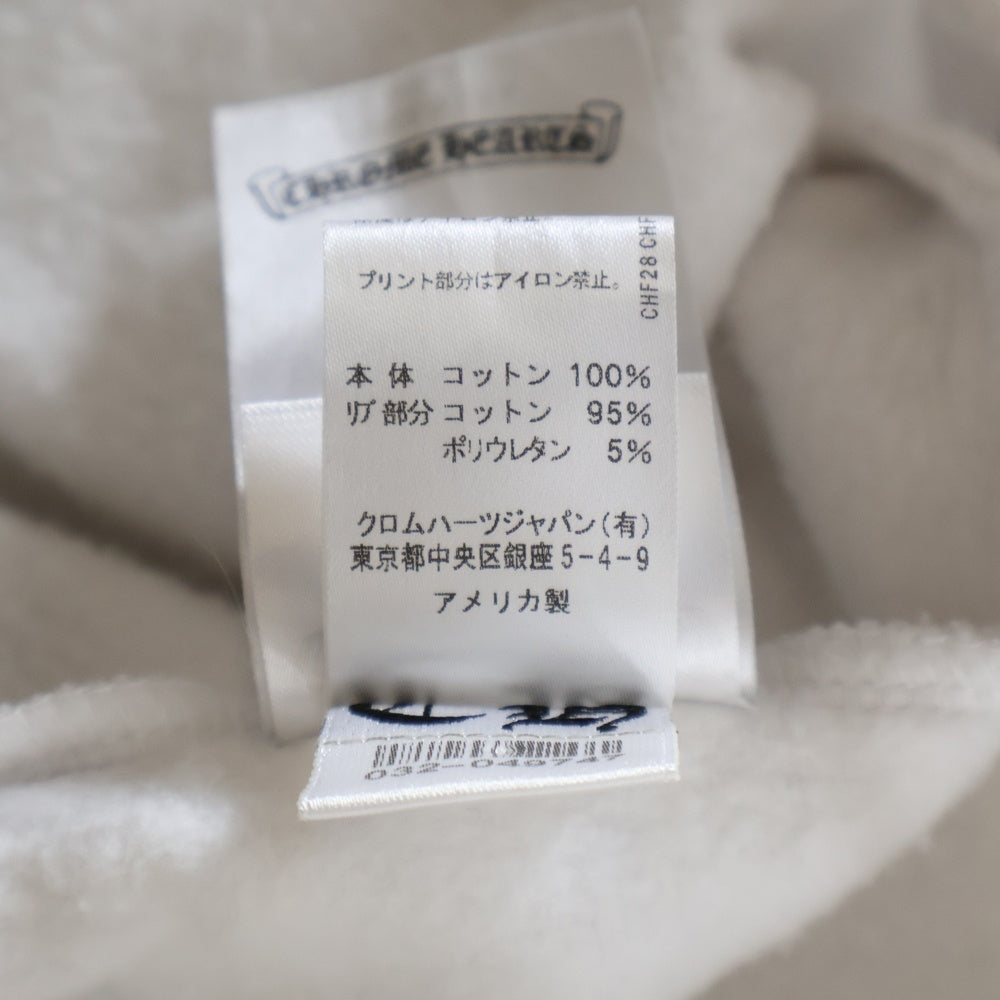 Chrome Hearts
プリント部分はアイロン禁止。
CHF28 CHF
本体 コットン 100%
リブ部分 コットン 95%
ポリウレタン 5%
クロムハーツジャパン(有)
東京都中央区銀座5-4-9
アメリカ製